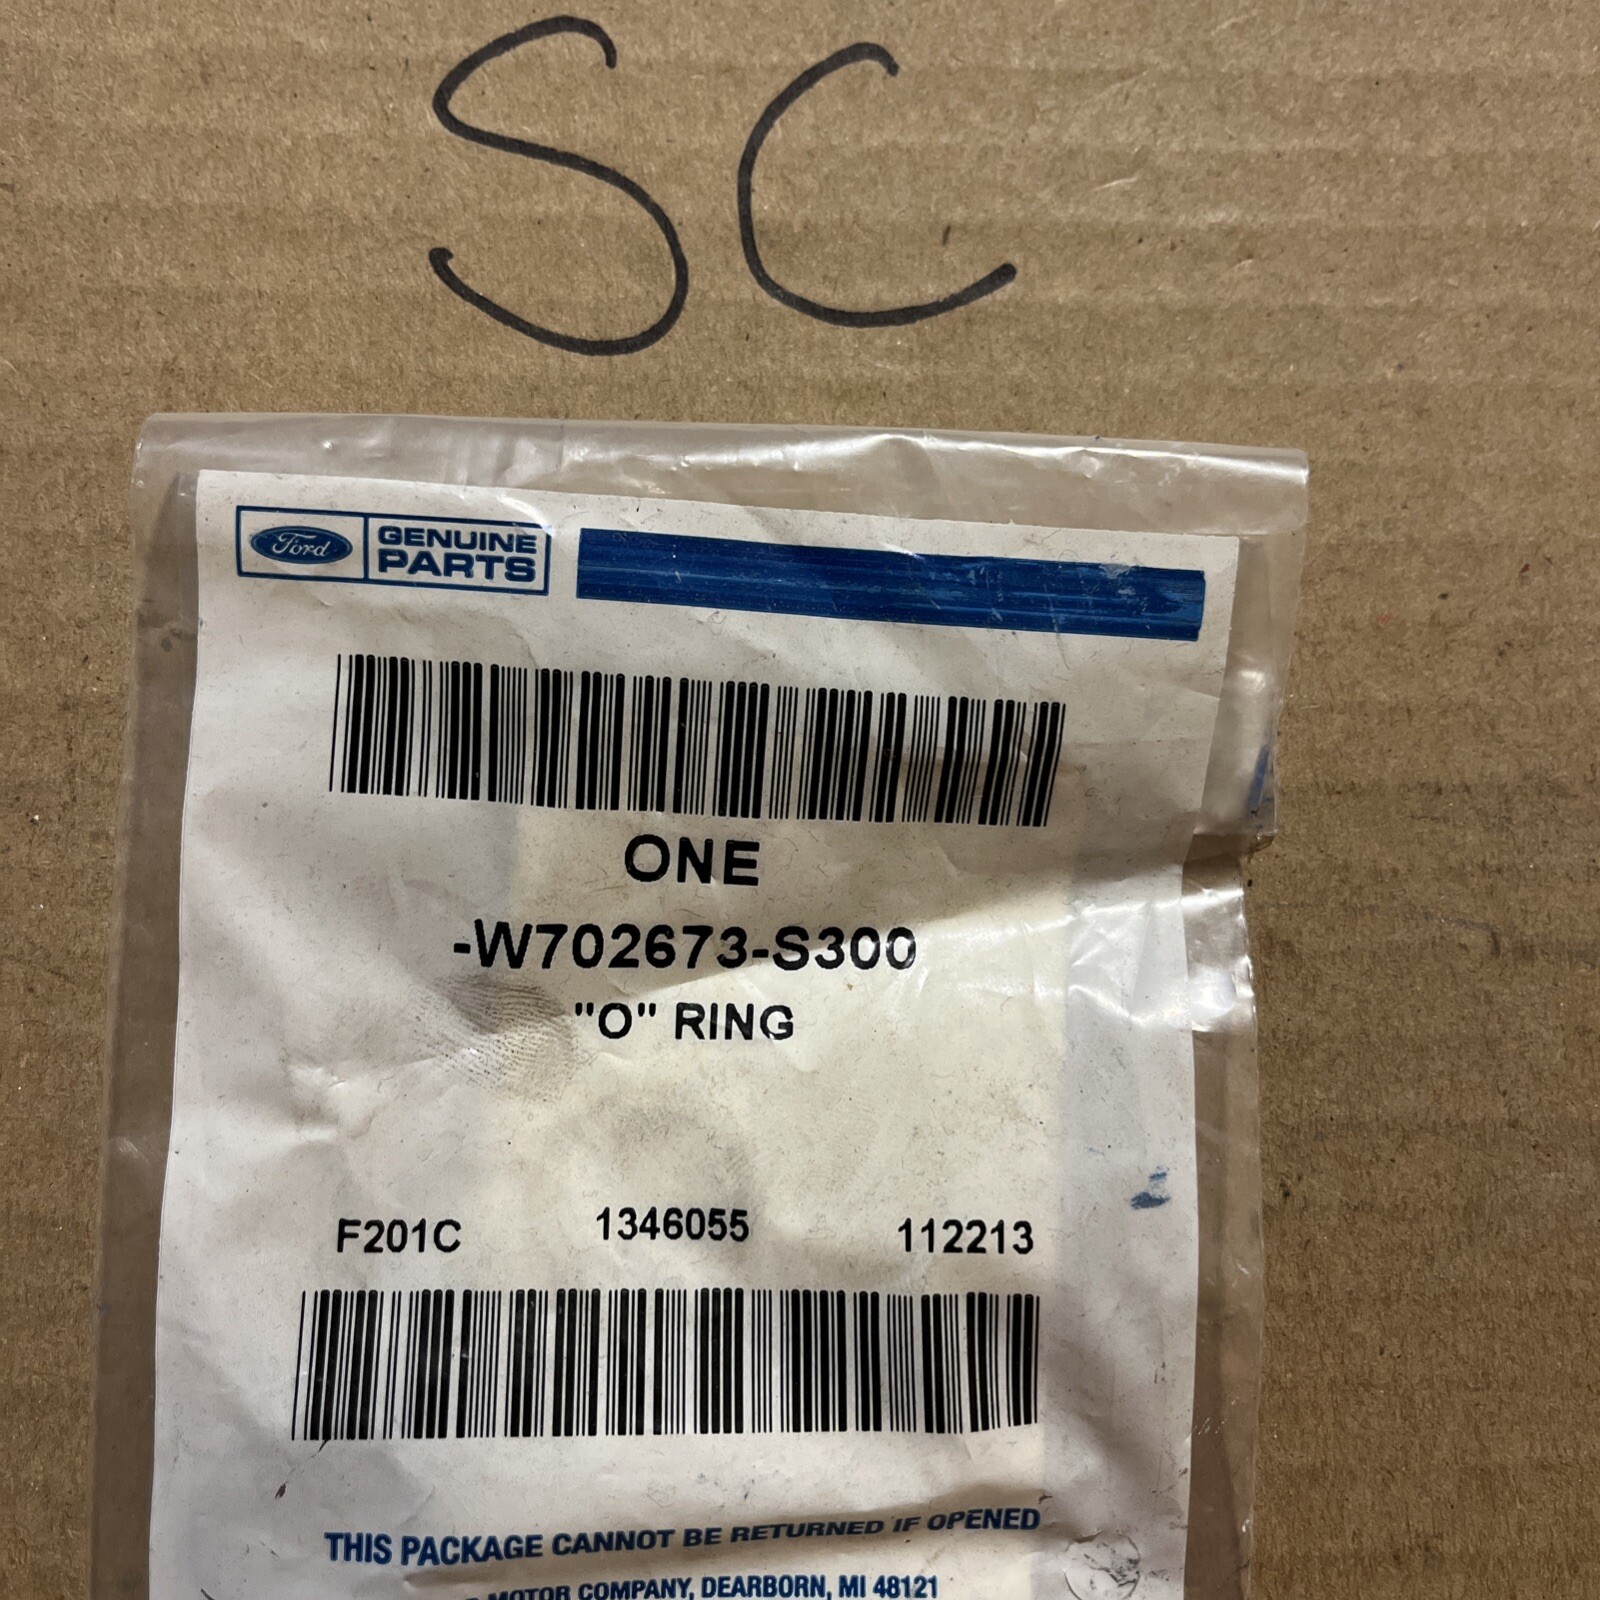 SC
Ford GENUINE PARTS
ONE
-W702673-S300
"O" RING
F201C 1346055 112213
THIS PACKAGE CANNOT BE RETURNED IF OPENED
MOTOR COMPANY, DEARBORN, MI 48121